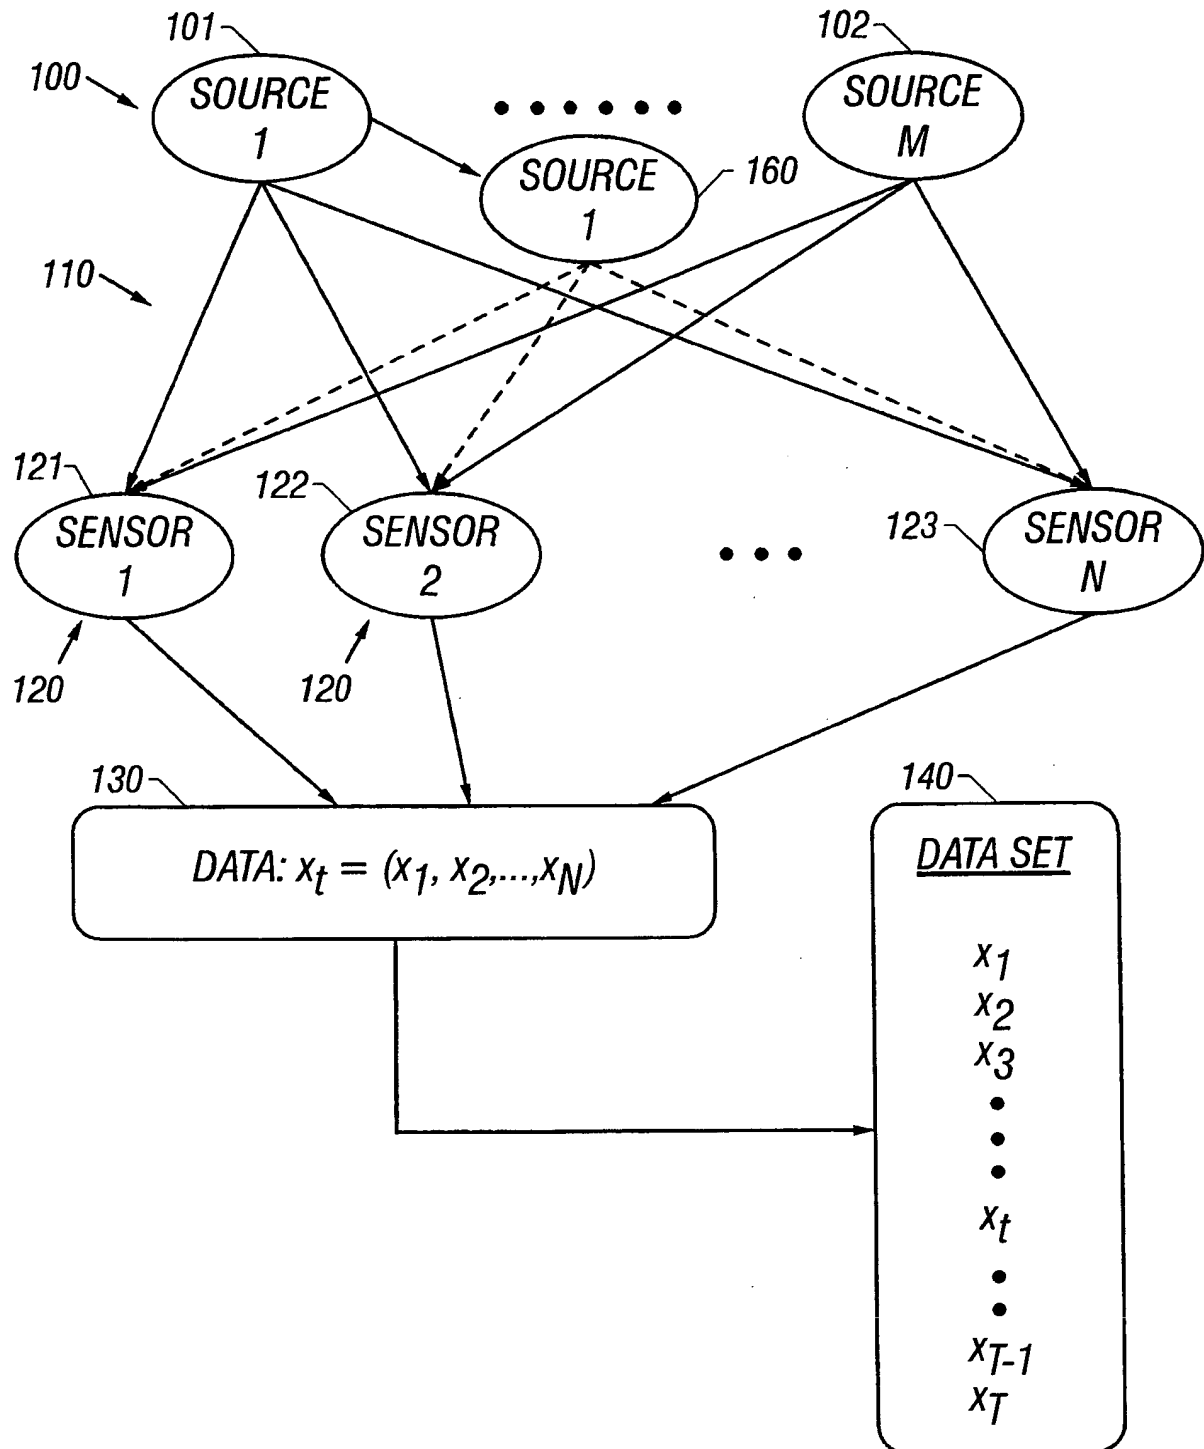 101
102
100
SOURCE
1
SOURCE
M
SOURCE
1
160
110
121
122
123
SENSOR
1
SENSOR
2
SENSOR
N
120
120
130
140
DATA: x_t = (x_1, x_2,...,x_N)
DATA SET
x_1
x_2
x_3
x_t
x_T-1
x_T